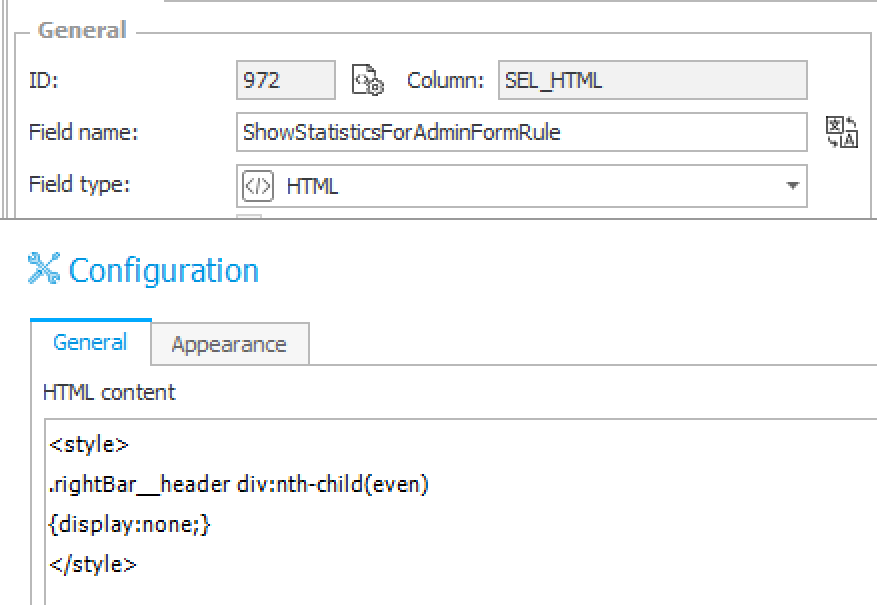 General
ID: 972 Column: SEL_HTML
Field name: ShowStatisticsForAdminFormRule
Field type: </> HTML
Configuration
General Appearance
HTML content
<style>
.rightBar__header div:nth-child(even)
{display:none;}
</style>